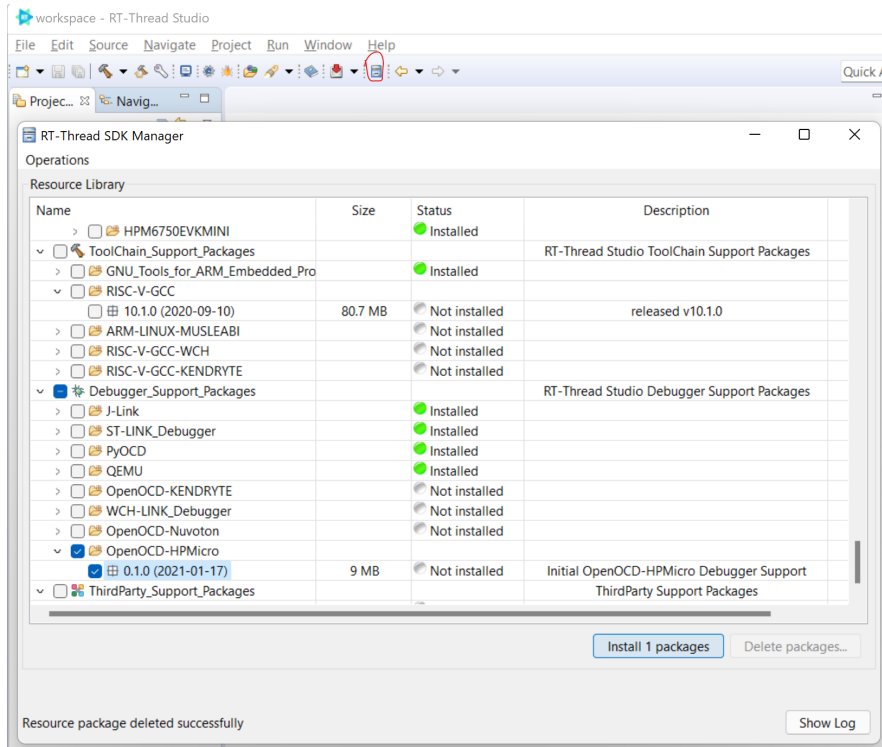 workspace - RT-Thread Studio
File Edit Source Navigate Project Run Window Help
Quick
Projec... Navig...
RT-Thread SDK Manager
Operations
Resource Library
Name Size Status Description
HPM6750EVKMINI Installed
ToolChain_Support_Packages RT-Thread Studio ToolChain Support Packages
GNU_Tools_for_ARM_Embedded_Pro Installed
RISC-V-GCC
10.1.0 (2020-09-10) 80.7 MB Not installed released v10.1.0
ARM-LINUX-MUSLEABI Not installed
RISC-V-GCC-WCH Not installed
RISC-V-GCC-KENDRYTE Not installed
Debugger_Support_Packages RT-Thread Studio Debugger Support Packages
J-Link Installed
ST-LINK_Debugger Installed
PyOCD Installed
QEMU Installed
OpenOCD-KENDRYTE Not installed
WCH-LINK_Debugger Not installed
OpenOCD-Nuvoton Not installed
OpenOCD-HPMicro
0.1.0 (2021-01-17) 9 MB Not installed Initial OpenOCD-HPMicro Debugger Support
ThirdParty_Support_Packages ThirdParty Support Packages
Install 1 packages Delete packages...
Resource package deleted successfully Show Log